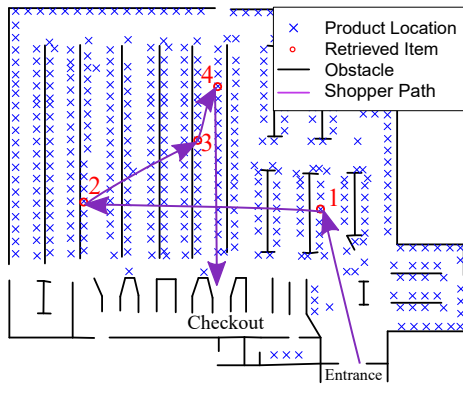 Product Location
Retrieved Item
Obstacle
Shopper Path
4
3
2
1
Checkout
Entrance